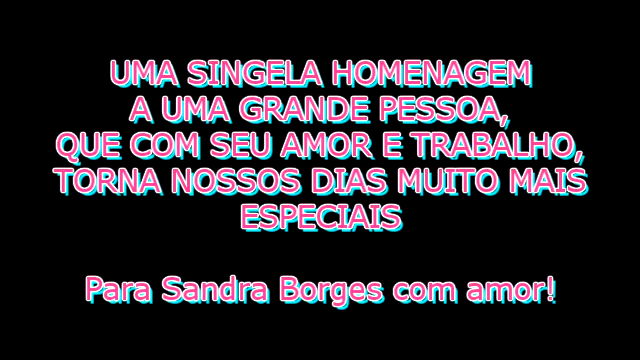 UMA SINGELA HOMENAGEM
A UMA GRANDE PESSOA,
QUE COM SEU AMOR E TRABALHO,
TORNA NOSSOS DIAS MUITO MAIS
ESPECIAIS
Para Sandra Borges com amor!